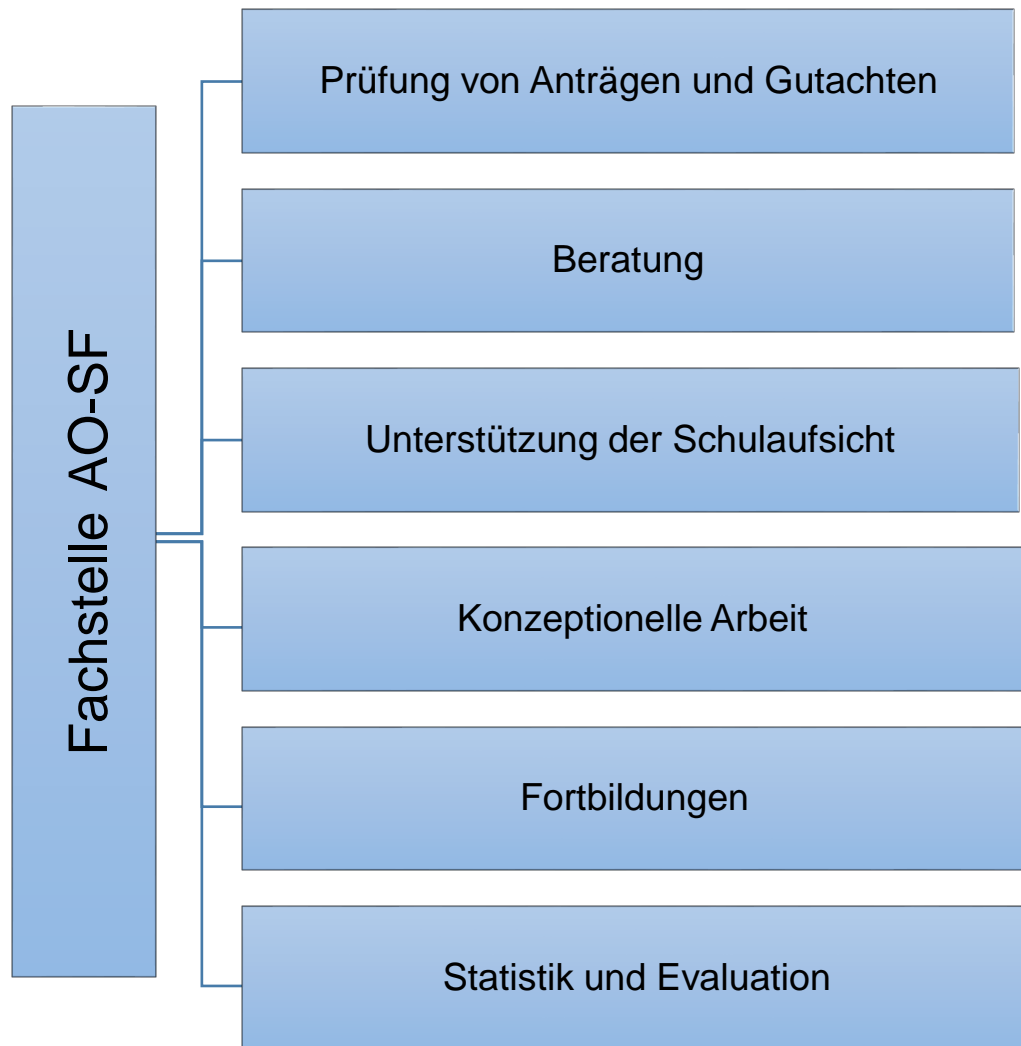 Fachstelle AO-SF
Prüfung von Anträgen und Gutachten
Beratung
Unterstützung der Schulaufsicht
Konzeptionelle Arbeit
Fortbildungen
Statistik und Evaluation